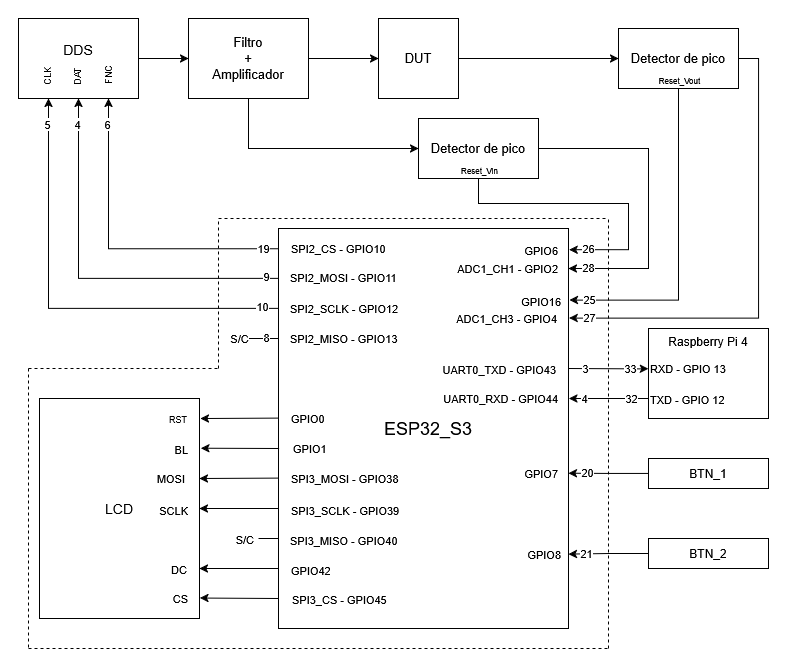 DDS
CLK
DAT
FNC
Filtro
+
Amplificador
DUT
Detector de pico
Reset_Vout
5
4
6
Detector de pico
Reset_Vin
19
SPI2_CS - GPIO10
9
SPI2_MOSI - GPIO11
10
SPI2_SCLK - GPIO12
S/C
8
SPI2_MISO - GPIO13
GPIO6
26
ADC1_CH1 - GPIO2
28
GPIO16
25
ADC1_CH3 - GPIO4
27
Raspberry Pi 4
UART0_TXD - GPIO43
3
33
RXD - GPIO 13
UART0_RXD - GPIO44
4
32
TXD - GPIO 12
ESP32_S3
LCD
RST
GPIO0
BL
GPIO1
MOSI
SPI3_MOSI - GPIO38
SCLK
SPI3_SCLK - GPIO39
S/C
SPI3_MISO - GPIO40
DC
GPIO42
CS
SPI3_CS - GPIO45
GPIO7
20
BTN_1
GPIO8
21
BTN_2